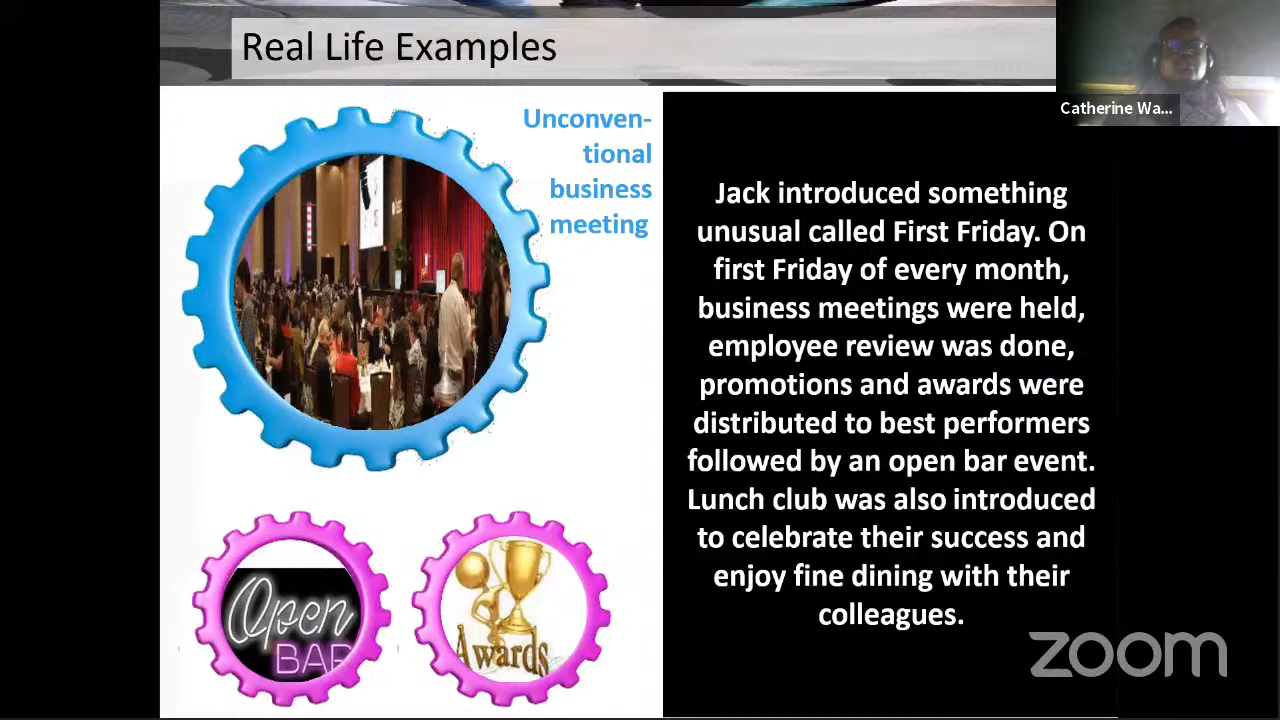 Real Life Examples
Catherine Wa...
Unconven-
tional
business
meeting
Jack introduced something
unusual called First Friday. On
first Friday of every month,
business meetings were held,
employee review was done,
promotions and awards were
distributed to best performers
followed by an open bar event.
Lunch club was also introduced
to celebrate their success and
enjoy fine dining with their
colleagues.
Open
BAR
Awards
zoom